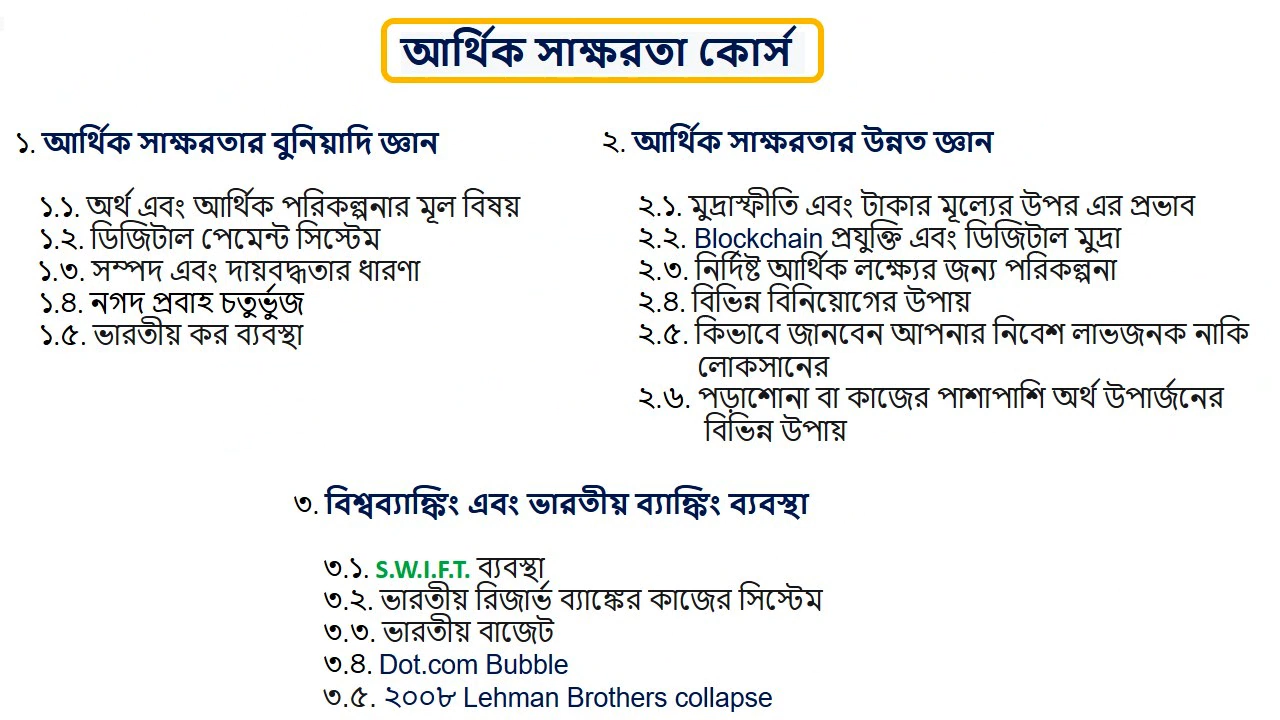 আর্থিক সাক্ষরতা কোর্স
১. আর্থিক সাক্ষরতার বুনিয়াদি জ্ঞান
১.১. অর্থ এবং আর্থিক পরিকল্পনার মূল বিষয়
১.২. ডিজিটাল পেমেন্ট সিস্টেম
১.৩. সম্পদ এবং দায়বদ্ধতার ধারণা
১.৪. নগদ প্রবাহ চতুর্ভুজ
১.৫. ভারতীয় কর ব্যবস্থা
২. আর্থিক সাক্ষরতার উন্নত জ্ঞান
২.১. মুদ্রাস্ফীতি এবং টাকার মূল্যের উপর এর প্রভাব
২.২. Blockchain প্রযুক্তি এবং ডিজিটাল মুদ্রা
২.৩. নির্দিষ্ট আর্থিক লক্ষ্যের জন্য পরিকল্পনা
২.৪. বিভিন্ন বিনিয়োগের উপায়
২.৫. কিভাবে জানবেন আপনার নিবেশ লাভজনক নাকি
লোকসানের
২.৬. পড়াশোনা বা কাজের পাশাপাশি অর্থ উপার্জনের
বিভিন্ন উপায়
৩. বিশ্বব্যাঙ্কিং এবং ভারতীয় ব্যাঙ্কিং ব্যবস্থা
৩.১. S.W.I.F.T. ব্যবস্থা
৩.২. ভারতীয় রিজার্ভ ব্যাঙ্কের কাজের সিস্টেম
৩.৩. ভারতীয় বাজেট
৩.৪. Dot.com Bubble
৩.৫. ২০০৮ Lehman Brothers collapse